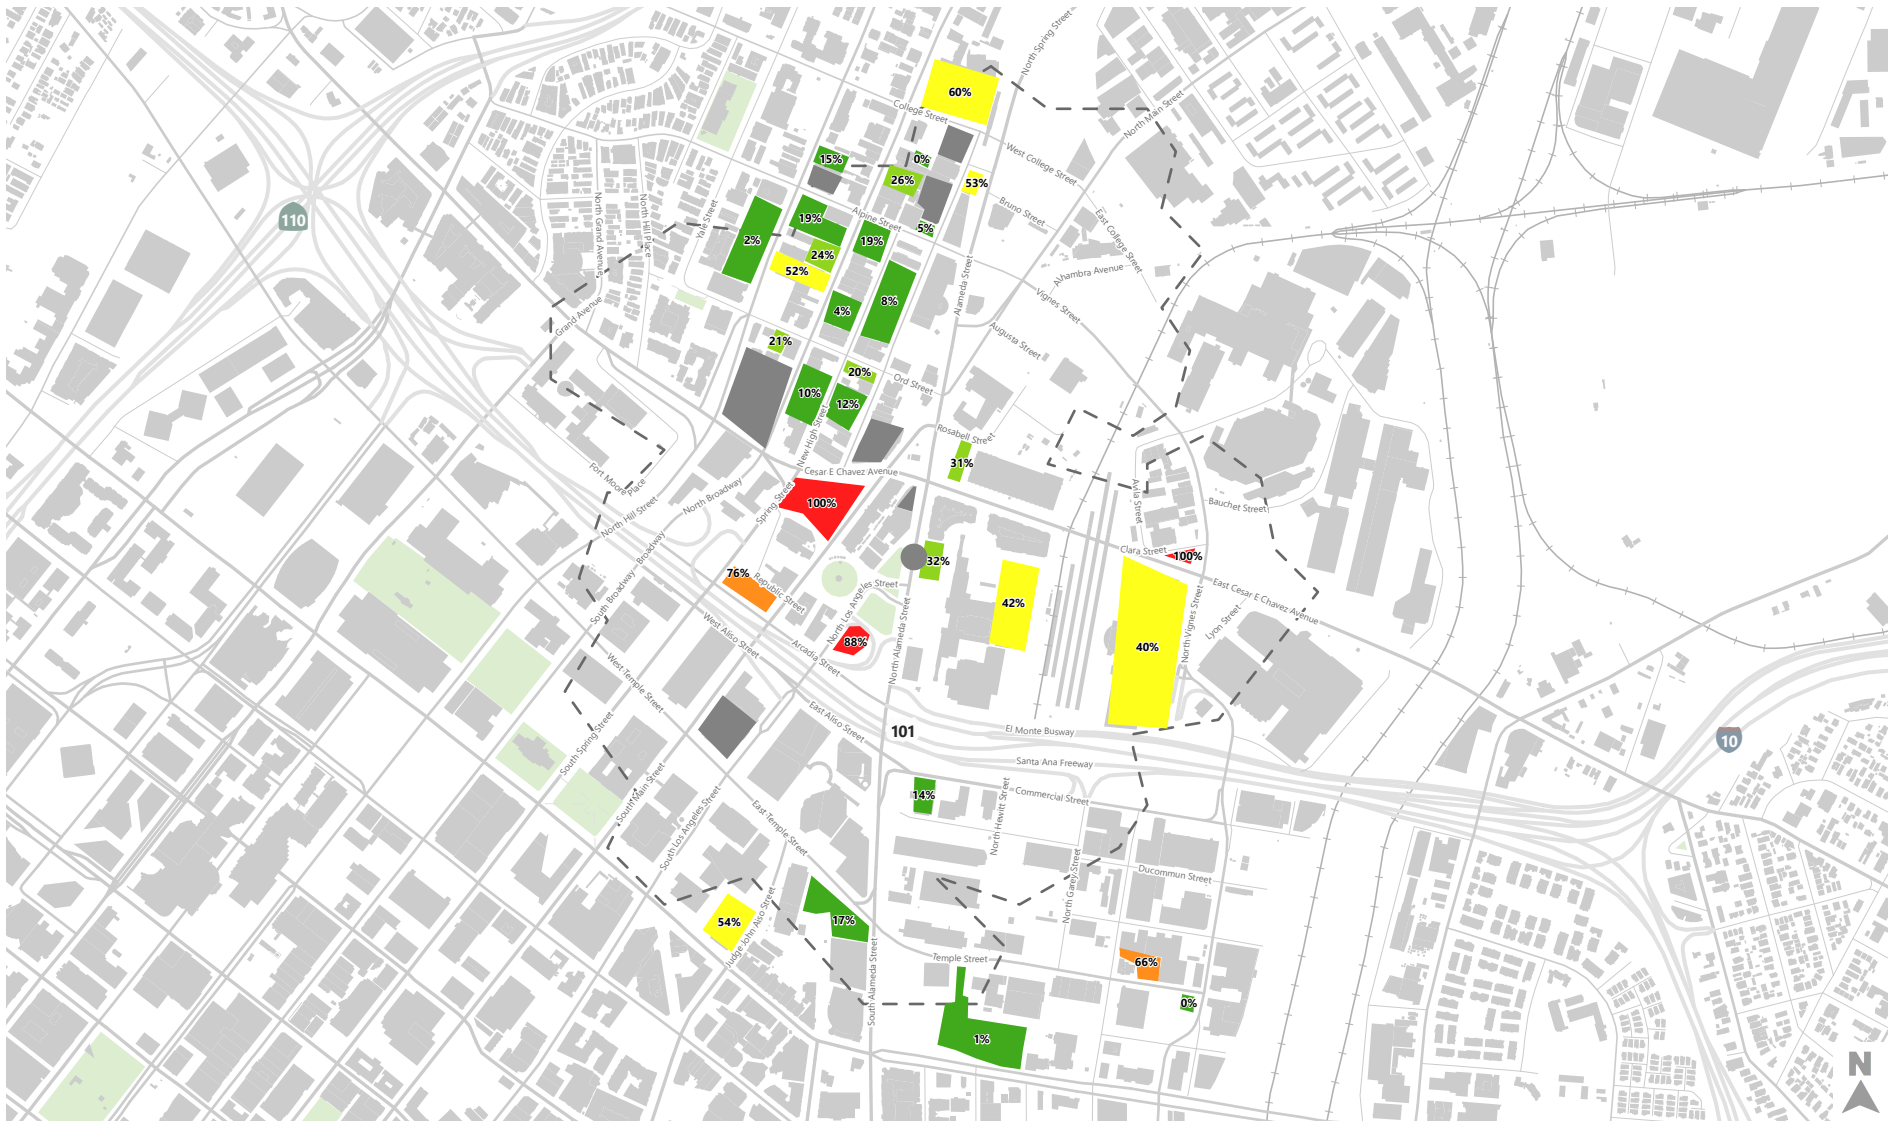 North Spring Street
60%
College Street
North Main Street
West College Street
15%
0%
26%
53%
110
North Grand Avenue
North Hill Place
Yale Street
19%
Alpine Street
Bruno Street
East College Street
2%
19%
5%
24%
52%
Alhambra Avenue
Alameda Street
Vignes Street
8%
4%
Grand Avenue
Augusta Street
21%
20%
Ord Street
10%
12%
New High Street
Rosabell Street
31%
Cesar E Chavez Avenue
Fort Moore
Place
North Broadway
Spring Street
100%
North Hill Street
Avila Street
Bauchet Street
Clara Street
100%
South Broadway
Broadway
76%
Republic Street
32%
North Los Angeles Street
42%
East Cesar E Chavez Avenue
Lyon Street
North Vignes Street
West Aliso Street
Arcadia Street
88%
North Alameda Street
40%
West Temple Street
South Spring Street
East Aliso Street
101
El Monte Busway
10
Santa Ana Freeway
South Main Street
South Los Angeles Street
East Temple Street
14%
Commercial Street
North Hewitt Street
Ducommun Street
North Garey Street
54%
Judge John Aiso Street
17%
South Alameda Street
Temple Street
66%
0%
1%
N